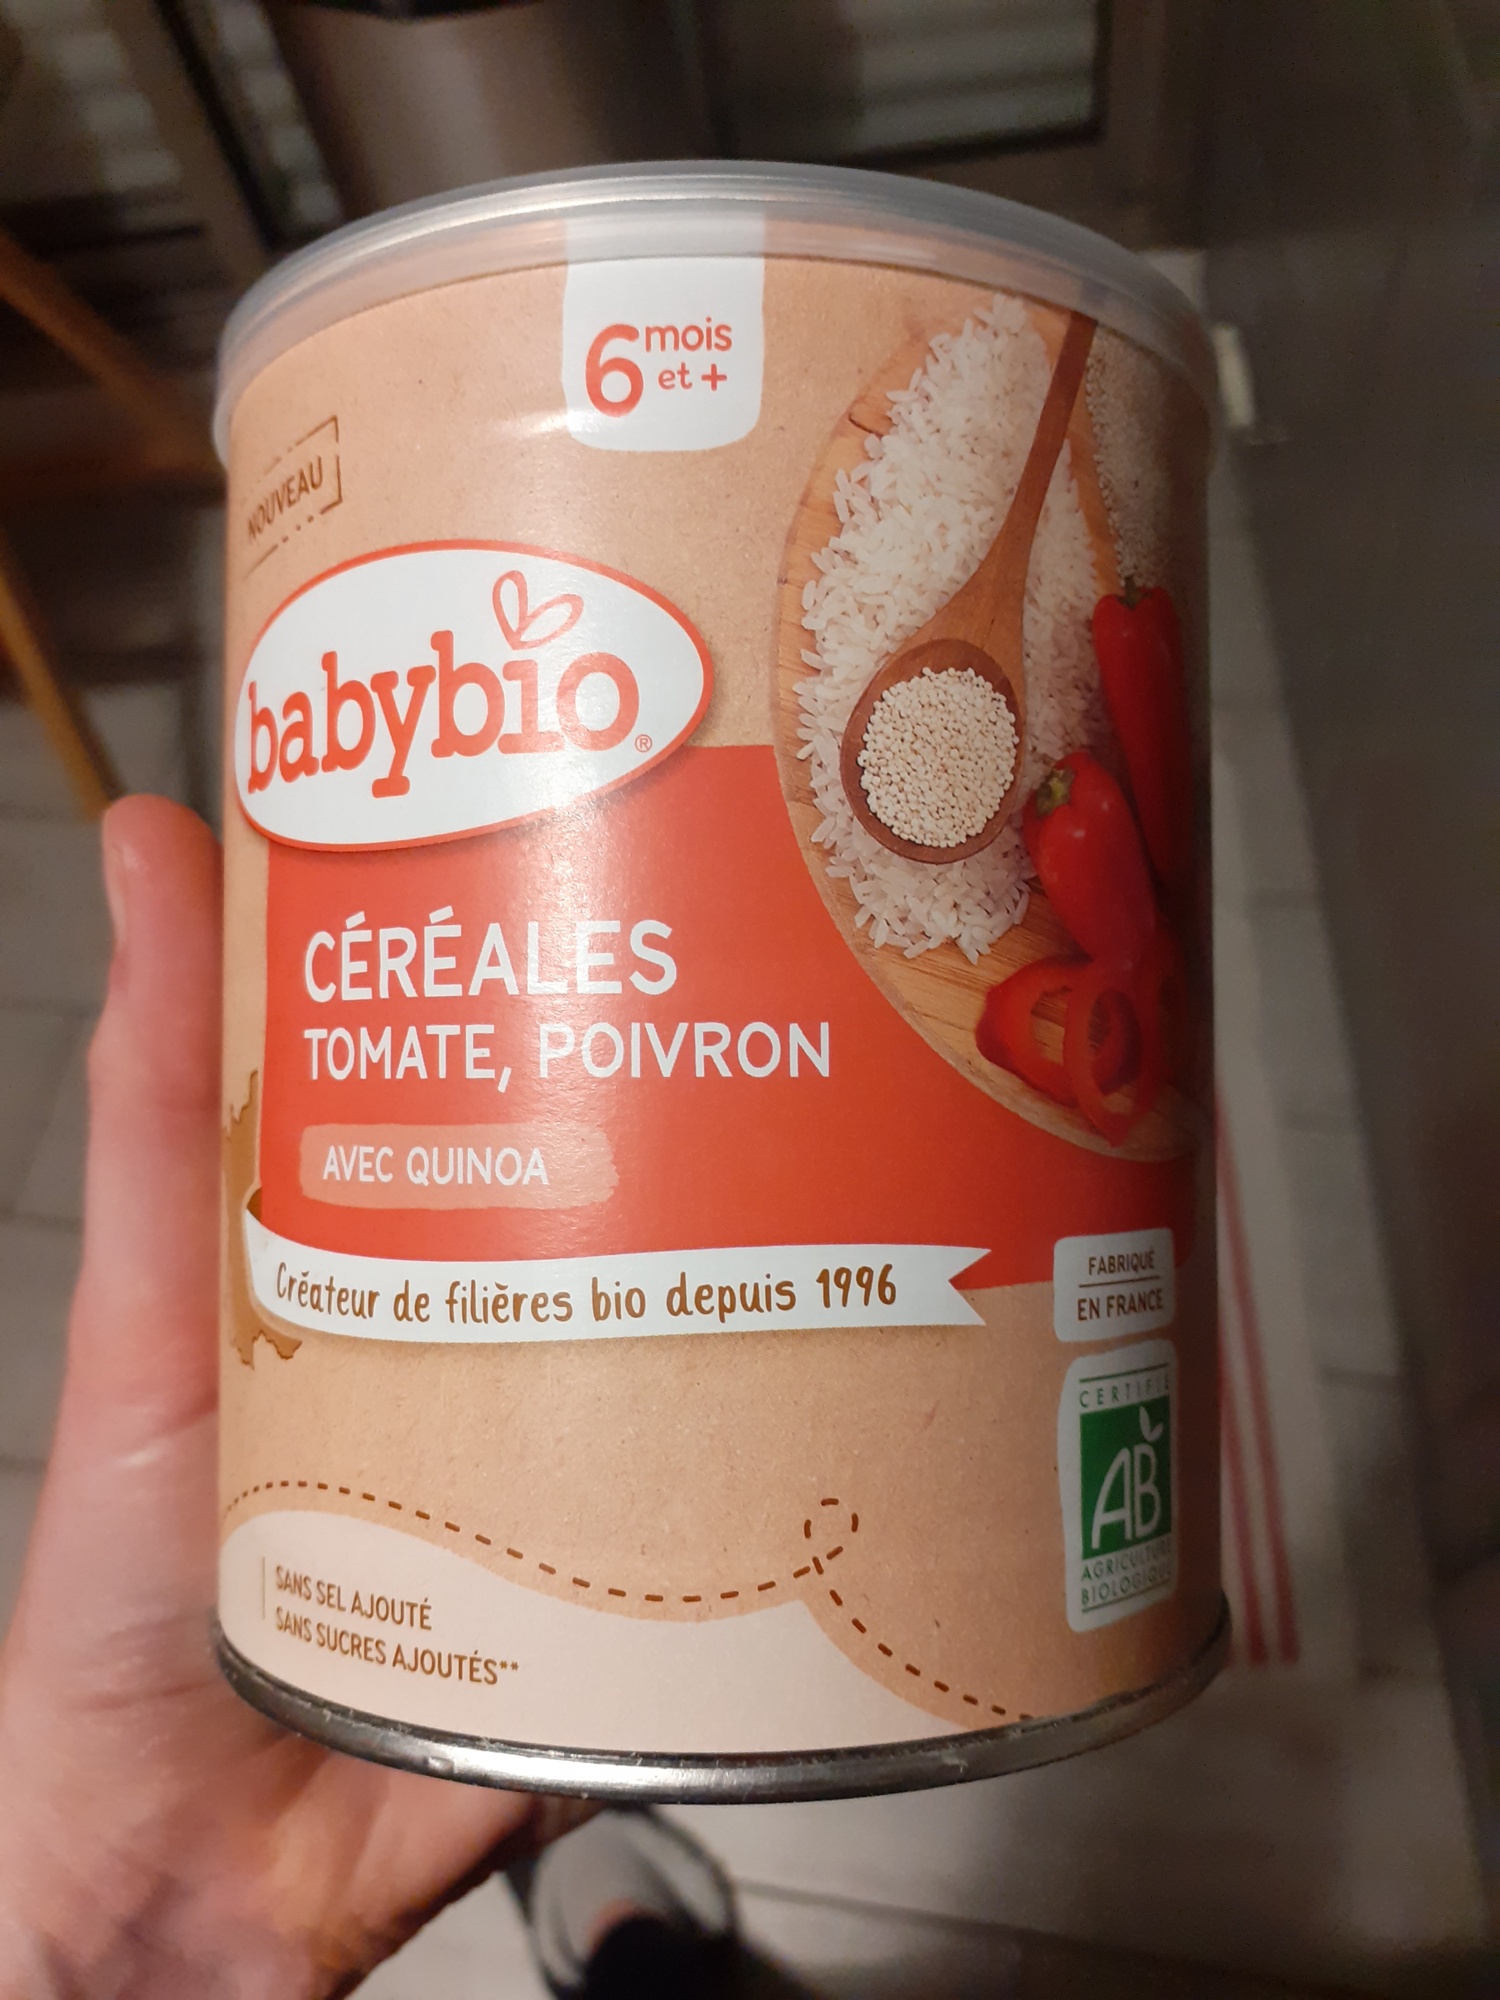 6 mois
et +
NOUVEAU
babybio®
CÉRÉALES
TOMATE, POIVRON
AVEC QUINOA
Créateur de filières bio depuis 1996
FABRIQUÉ
EN FRANCE
CERTIFIÉ
AB
AGRICULTURE
BIOLOGIQUE
SANS SEL AJOUTÉ
SANS SUCRES AJOUTÉS**